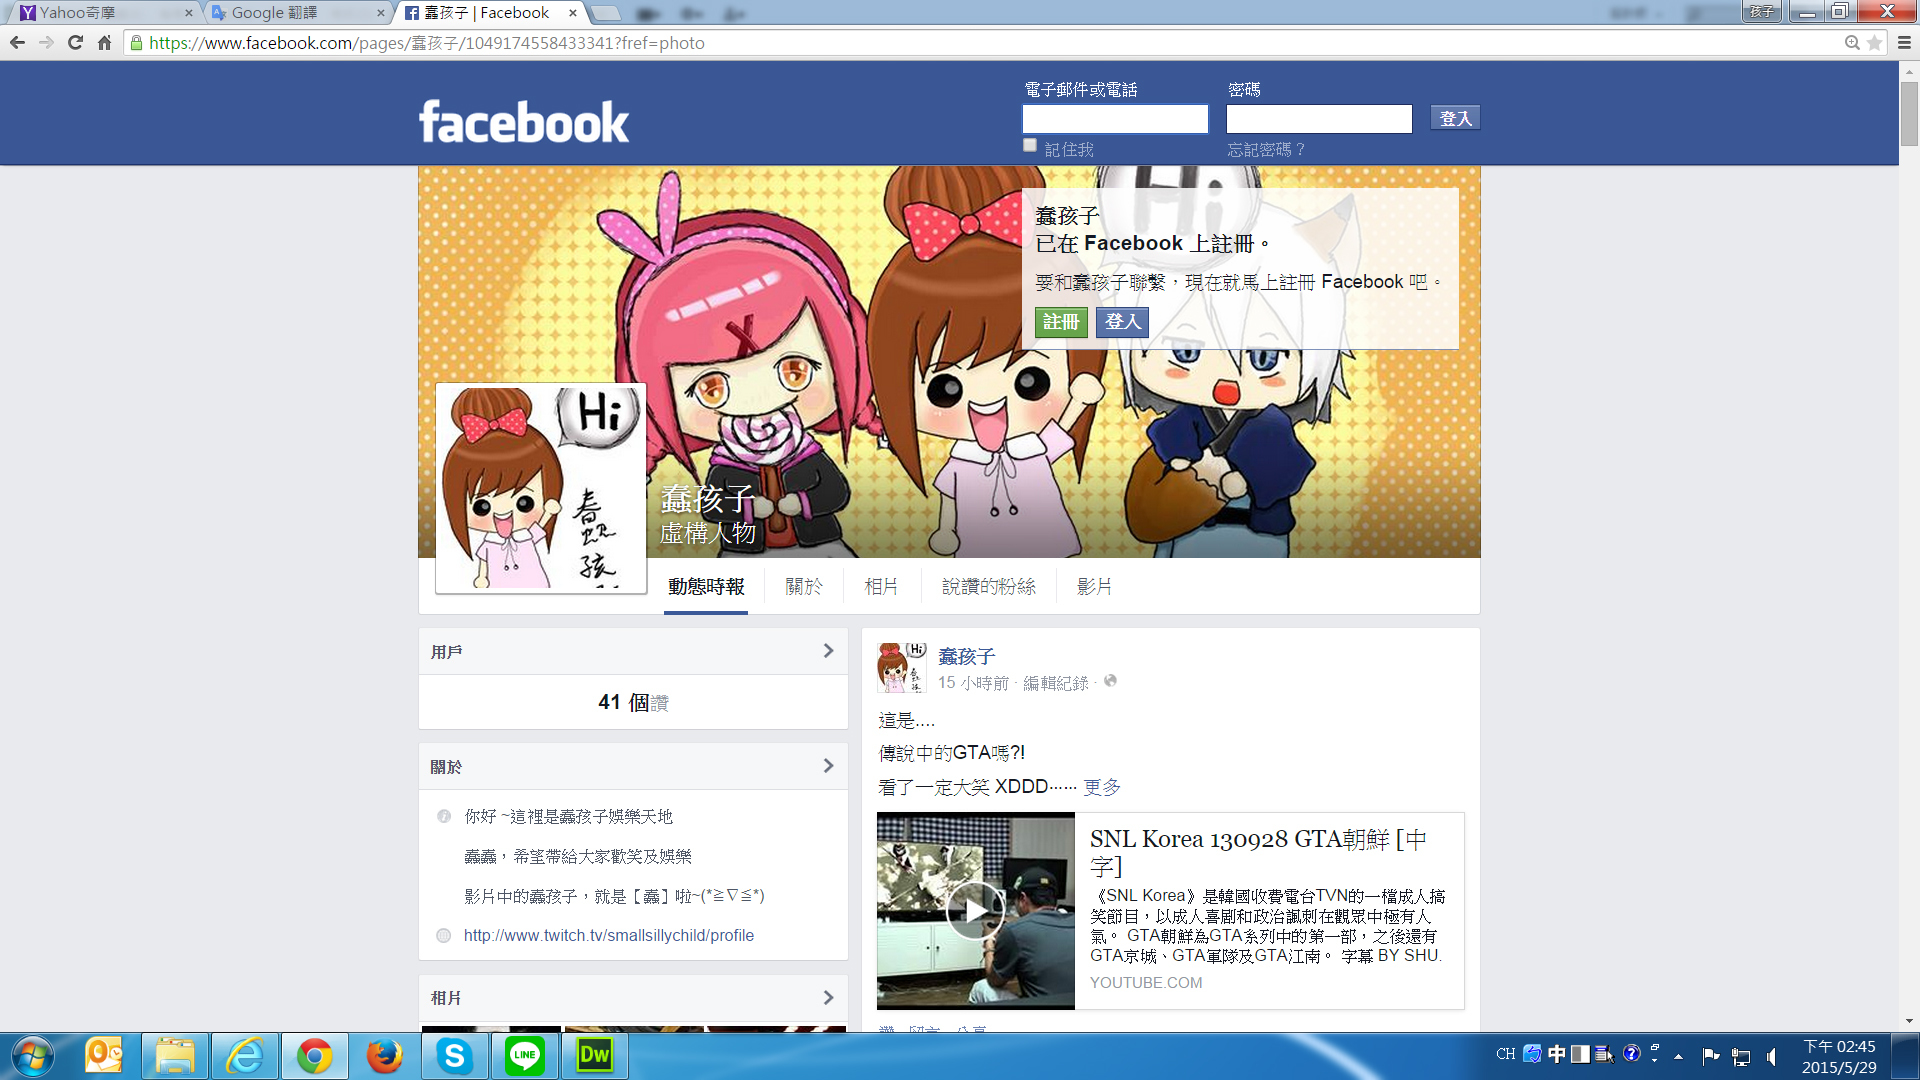 Yahoo奇摩
Google 翻譯
蠢孩子 | Facebook
孩子
https://www.facebook.com/pages/蠢孩子/1049174558433341?fref=photo
facebook
電子郵件或電話
密碼
登入
記住我
忘記密碼？
Hi
蠢孩子
已在 Facebook 上註冊。
要和蠢孩子聯繫，現在就馬上註冊 Facebook 吧。
註冊
登入
Hi
蠢孩子
虛構人物
動態時報
關於
相片
說讚的粉絲
影片
用戶
41 個讚
關於
你好 ~這裡是蠢孩子娛樂天地
蠢蠢，希望帶給大家歡笑及娛樂
影片中的蠢孩子，就是【蠢】啦~(*≧▽≦*)
http://www.twitch.tv/smallsillychild/profile
相片
Hi
蠢孩子
15 小時前 · 編輯紀錄 ·
這是....
傳說中的GTA嗎?!
看了一定大笑 XDDD⋯⋯ 更多
SNL Korea 130928 GTA朝鮮 [中
字]
《SNL Korea》是韓國收費電台TVN的一檔成人搞
笑節目，以成人喜剧和政治諷刺在觀眾中極有人
氣。 GTA朝鮮為GTA系列中的第一部，之後還有
GTA京城、GTA軍隊及GTA江南。 字幕 BY SHU.
YOUTUBE.COM
讚 · 留言 · 分享
LINE
Dw
CH
中
下午 02:45
2015/5/29